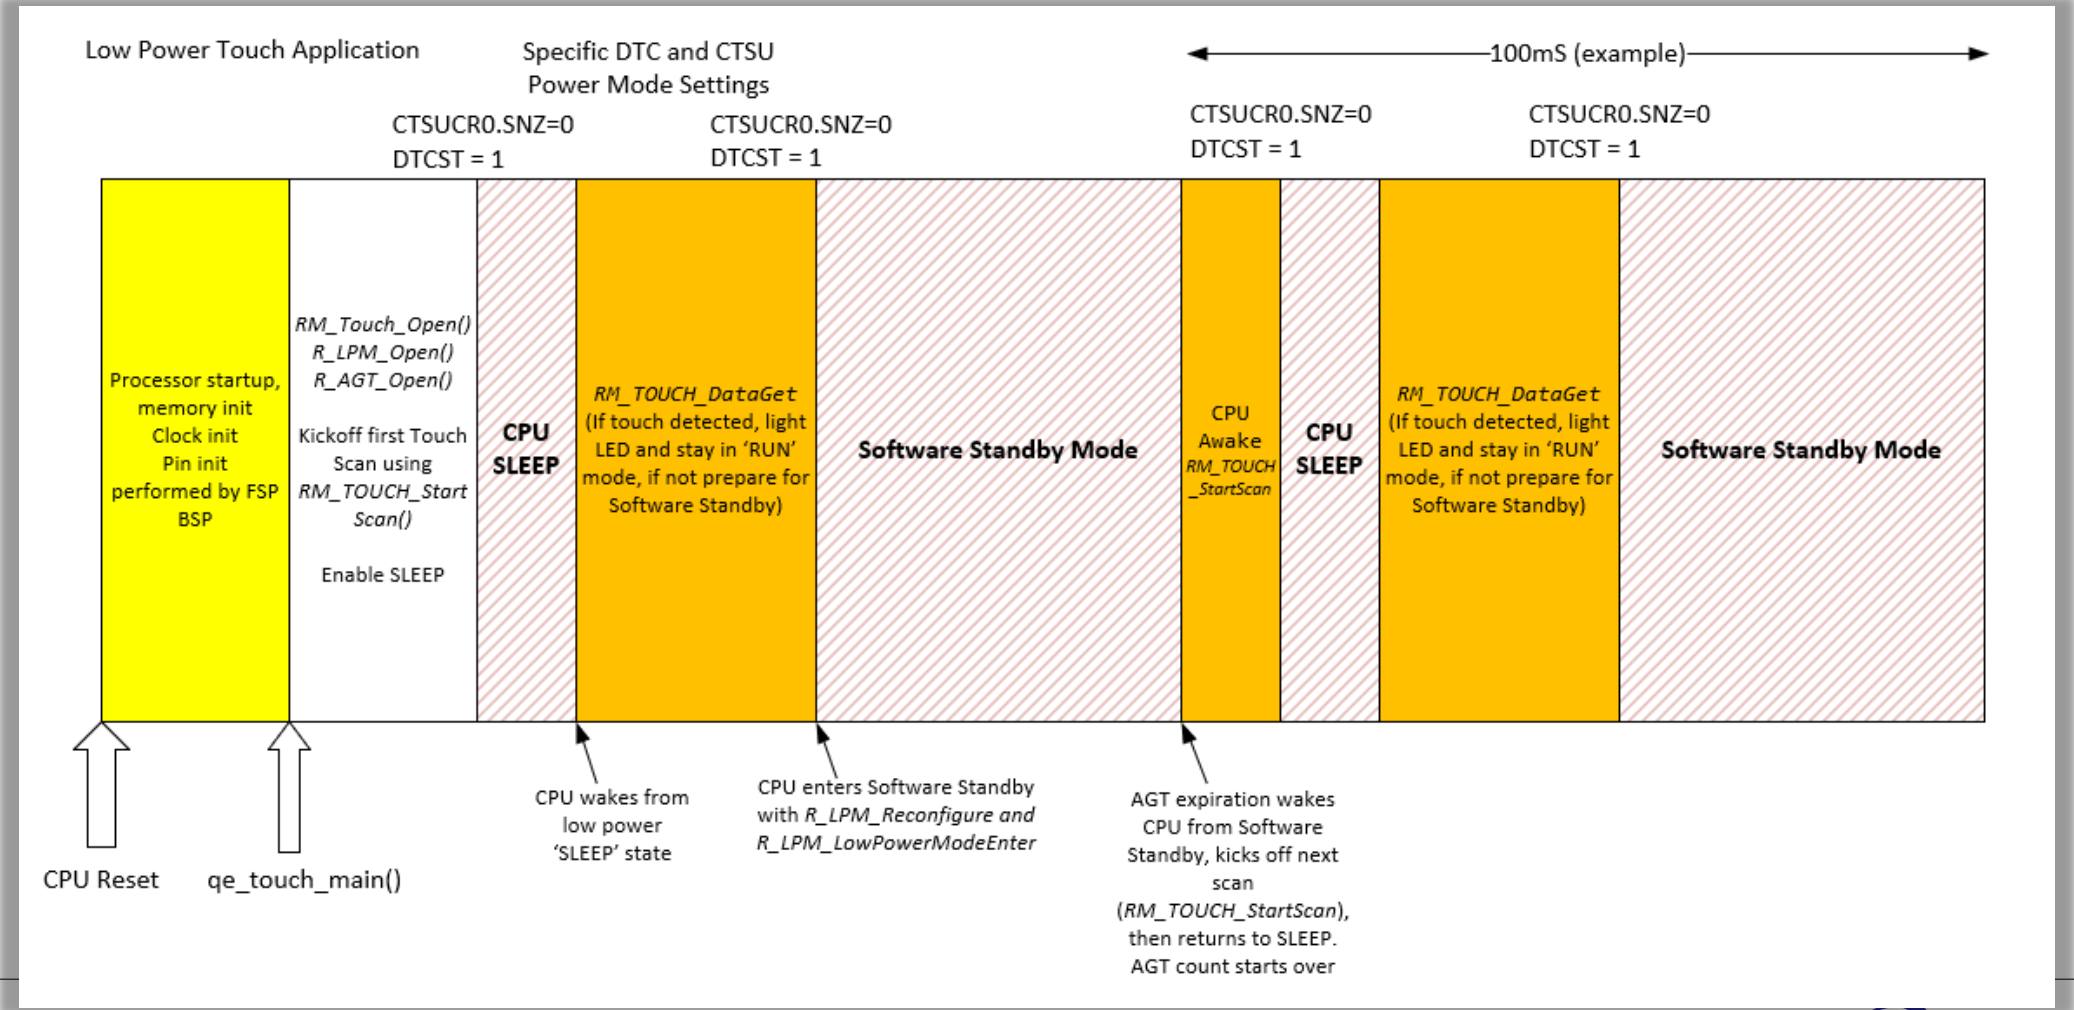 Low Power Touch Application
Specific DTC and CTSU
Power Mode Settings
100mS (example)
CTSUCR0.SNZ=0
DTCST = 1
CTSUCR0.SNZ=0
DTCST = 1
CTSUCR0.SNZ=0
DTCST = 1
CTSUCR0.SNZ=0
DTCST = 1
Processor startup,
memory init
Clock init
Pin init
performed by FSP
BSP
RM_Touch_Open()
R_LPM_Open()
R_AGT_Open()
Kickoff first Touch
Scan using
RM_TOUCH_Start
Scan()
Enable SLEEP
CPU
SLEEP
RM_TOUCH_DataGet
(If touch detected, light
LED and stay in ‘RUN’
mode, if not prepare for
Software Standby)
Software Standby Mode
CPU
Awake
RM_TOUCH
_StartScan
CPU
SLEEP
RM_TOUCH_DataGet
(If touch detected, light
LED and stay in ‘RUN’
mode, if not prepare for
Software Standby)
Software Standby Mode
CPU Reset
qe_touch_main()
CPU wakes from
low power
‘SLEEP’ state
CPU enters Software Standby
with R_LPM_Reconfigure and
R_LPM_LowPowerModeEnter
AGT expiration wakes
CPU from Software
Standby, kicks off next
scan
(RM_TOUCH_StartScan),
then returns to SLEEP.
AGT count starts over